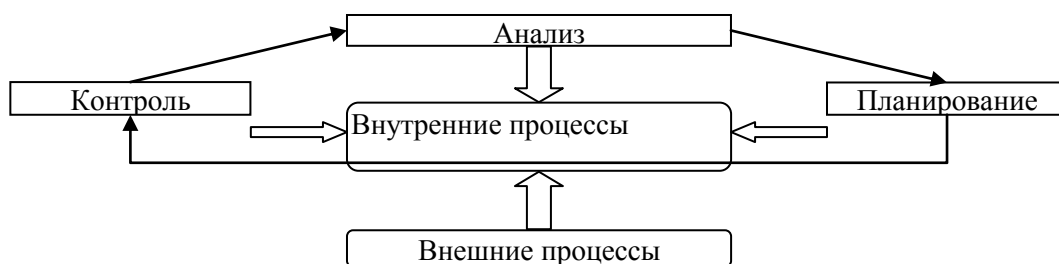 Анализ
Контроль
Планирование
Внутренние процессы
Внешние процессы